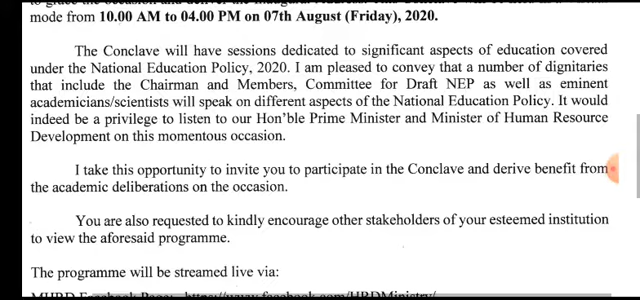 mode from 10.00 AM to 04.00 PM on 07th August (Friday), 2020.
The Conclave will have sessions dedicated to significant aspects of education covered
under the National Education Policy, 2020. I am pleased to convey that a number of dignitaries
that include the Chairman and Members, Committee for Draft NEP as well as eminent
academicians/scientists will speak on different aspects of the National Education Policy. It would
indeed be a privilege to listen to our Hon'ble Prime Minister and Minister of Human Resource
Development on this momentous occasion.
I take this opportunity to invite you to participate in the Conclave and derive benefit from
the academic deliberations on the occasion.
You are also requested to kindly encourage other stakeholders of your esteemed institution
to view the aforesaid programme.
The programme will be streamed live via: